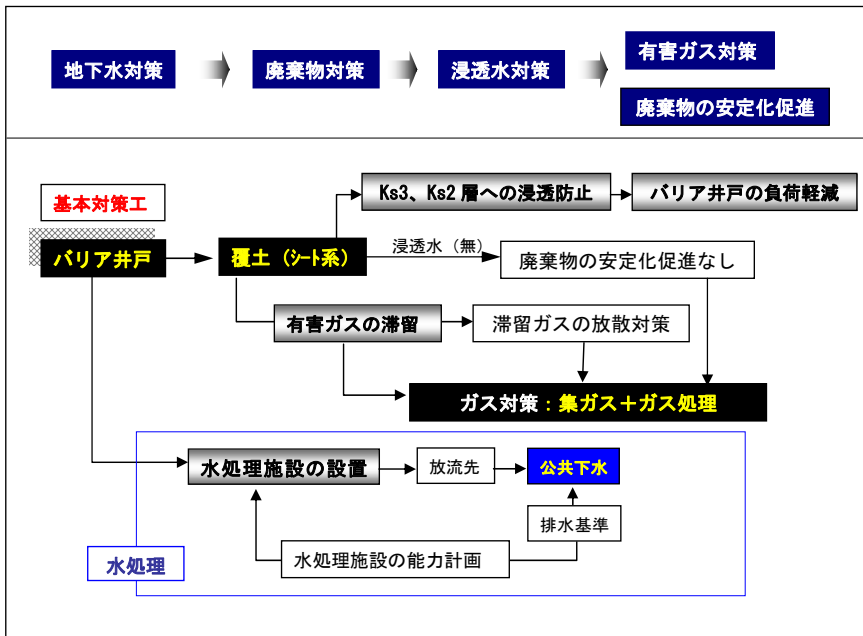 地下水対策
廃棄物対策
浸透水対策
有害ガス対策
廃棄物の安定化促進
基本対策工
Ks3、Ks2 層への浸透防止
バリア井戸の負荷軽減
バリア井戸
覆土（ｼｰﾄ系）
浸透水（無）
廃棄物の安定化促進なし
有害ガスの滞留
滞留ガスの放散対策
ガス対策：集ガス＋ガス処理
水処理施設の設置
放流先
公共下水
排水基準
水処理施設の能力計画
水処理